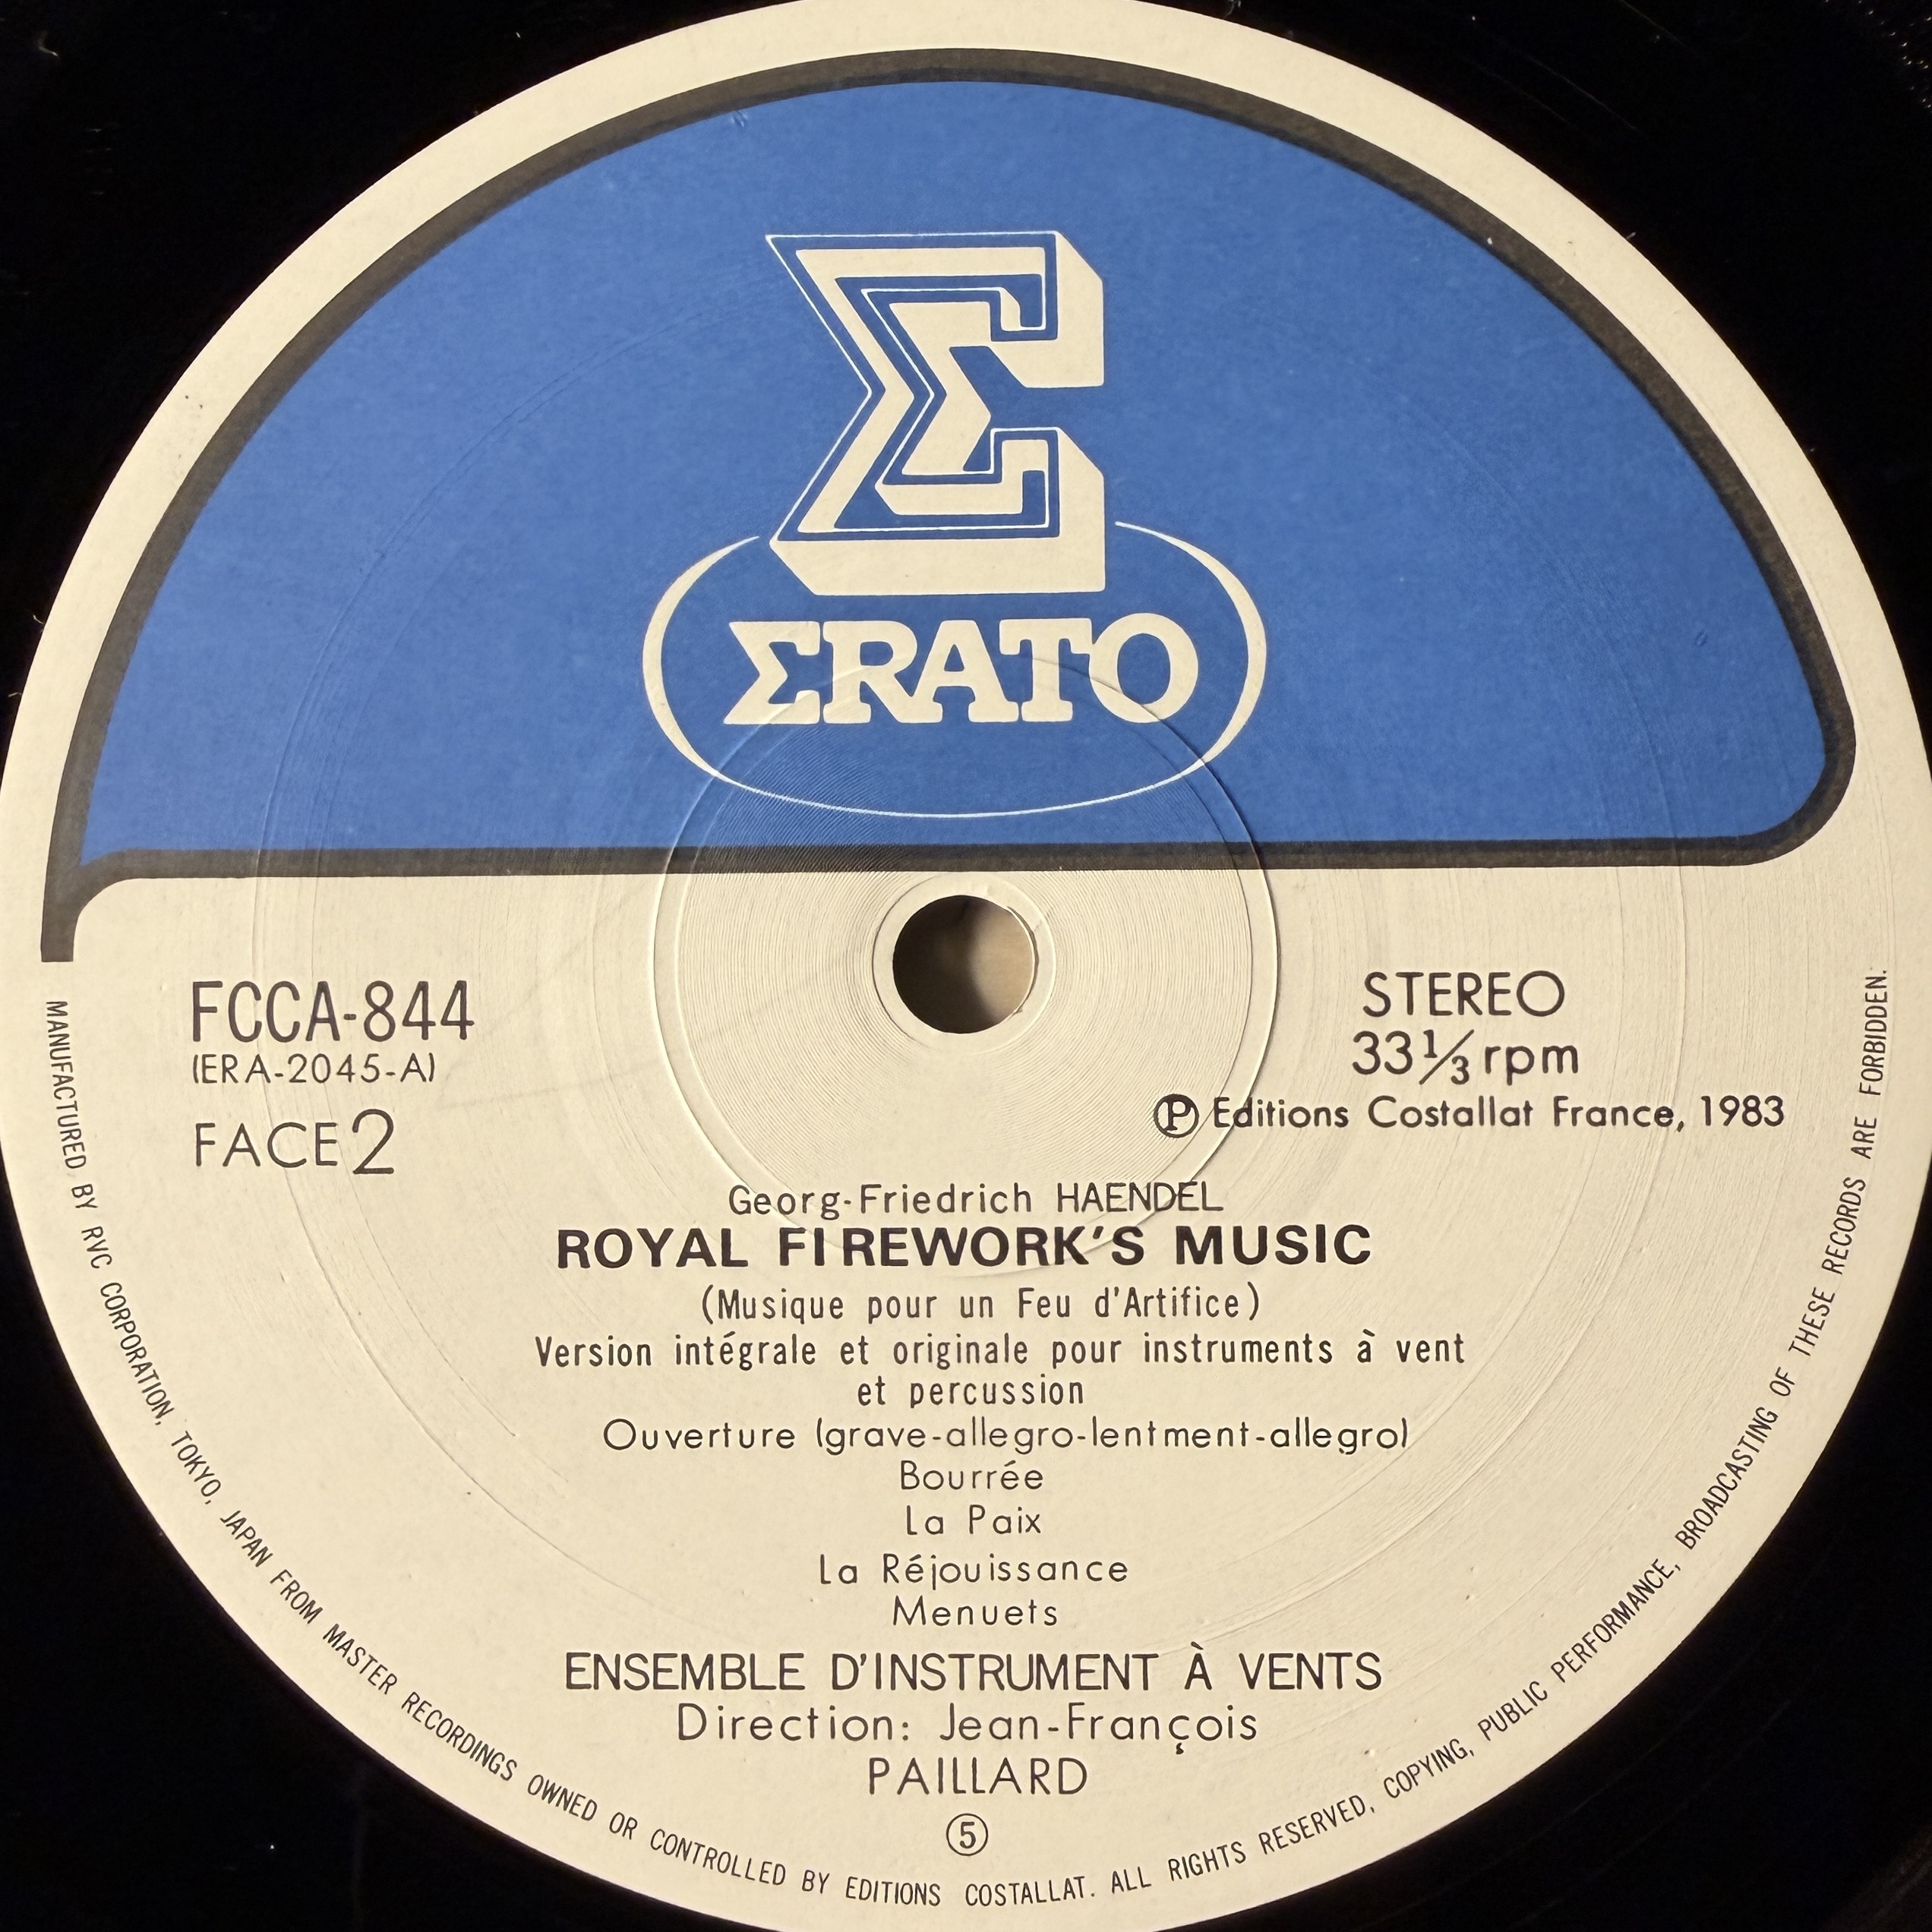 Σ
ΣRATO
FCCA-844
(ERA-2045-A)
FACE 2
STEREO
33 1/3 rpm
Ⓟ Editions Costallat France, 1983
Georg-Friedrich HAENDEL
ROYAL FIREWORK'S MUSIC
(Musique pour un Feu d'Artifice)
Version intégrale et originale pour instruments à vent
et percussion
Ouverture (grave-allegro-lentment-allegro)
Bourrée
La Paix
La Réjouissance
Menuets
ENSEMBLE D'INSTRUMENT À VENTS
Direction: Jean-François
PAILLARD
⑤
MANUFACTURED BY RVC CORPORATION, TOKYO, JAPAN FROM MASTER RECORDINGS OWNED OR CONTROLLED BY EDITIONS COSTALLAT. ALL RIGHTS RESERVED, COPYING, PUBLIC PERFORMANCE, BROADCASTING OF THESE RECORDS ARE FORBIDDEN.